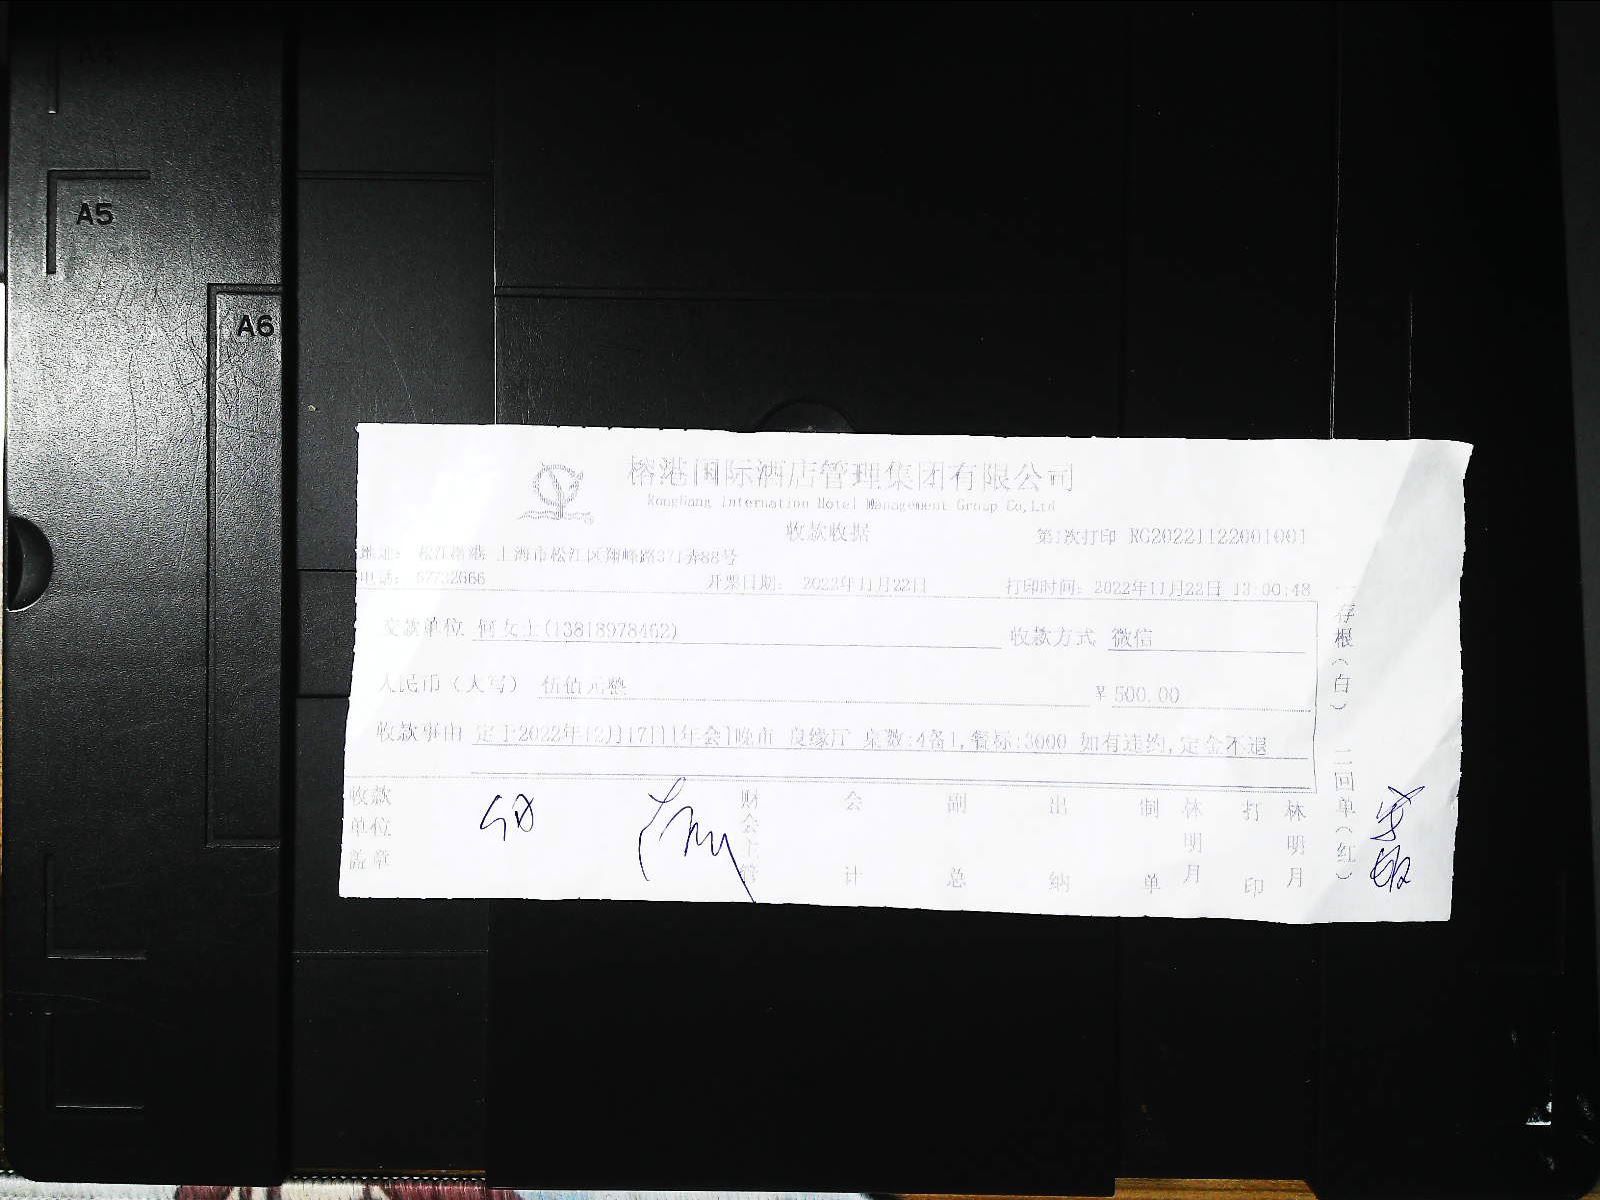 A4
A5
A6
榕港国际酒店管理集团有限公司
RongGang Internation Hotel Management Group Co,Ltd
收款收据
第1次打印 RG20221122001001
地址: 松江榕港 上海市松江区翔峰路371弄88号
电话: 67732666 开票日期: 2022年11月22日 打印时间: 2022年11月22日 13:00:48
交款单位 何女士(13818978462) 收款方式 微信
人民币(大写) 伍佰元整 ¥500.00
收款事由 定于2022年12月17日[年会]晚市 良缘厅 桌数:4备1,餐标:3000 如有违约,定金不退
收款单位盖章 财会主管 会计 副总 出纳 制单 林明月 打印 林明月
一存根(白) 二回单(红)